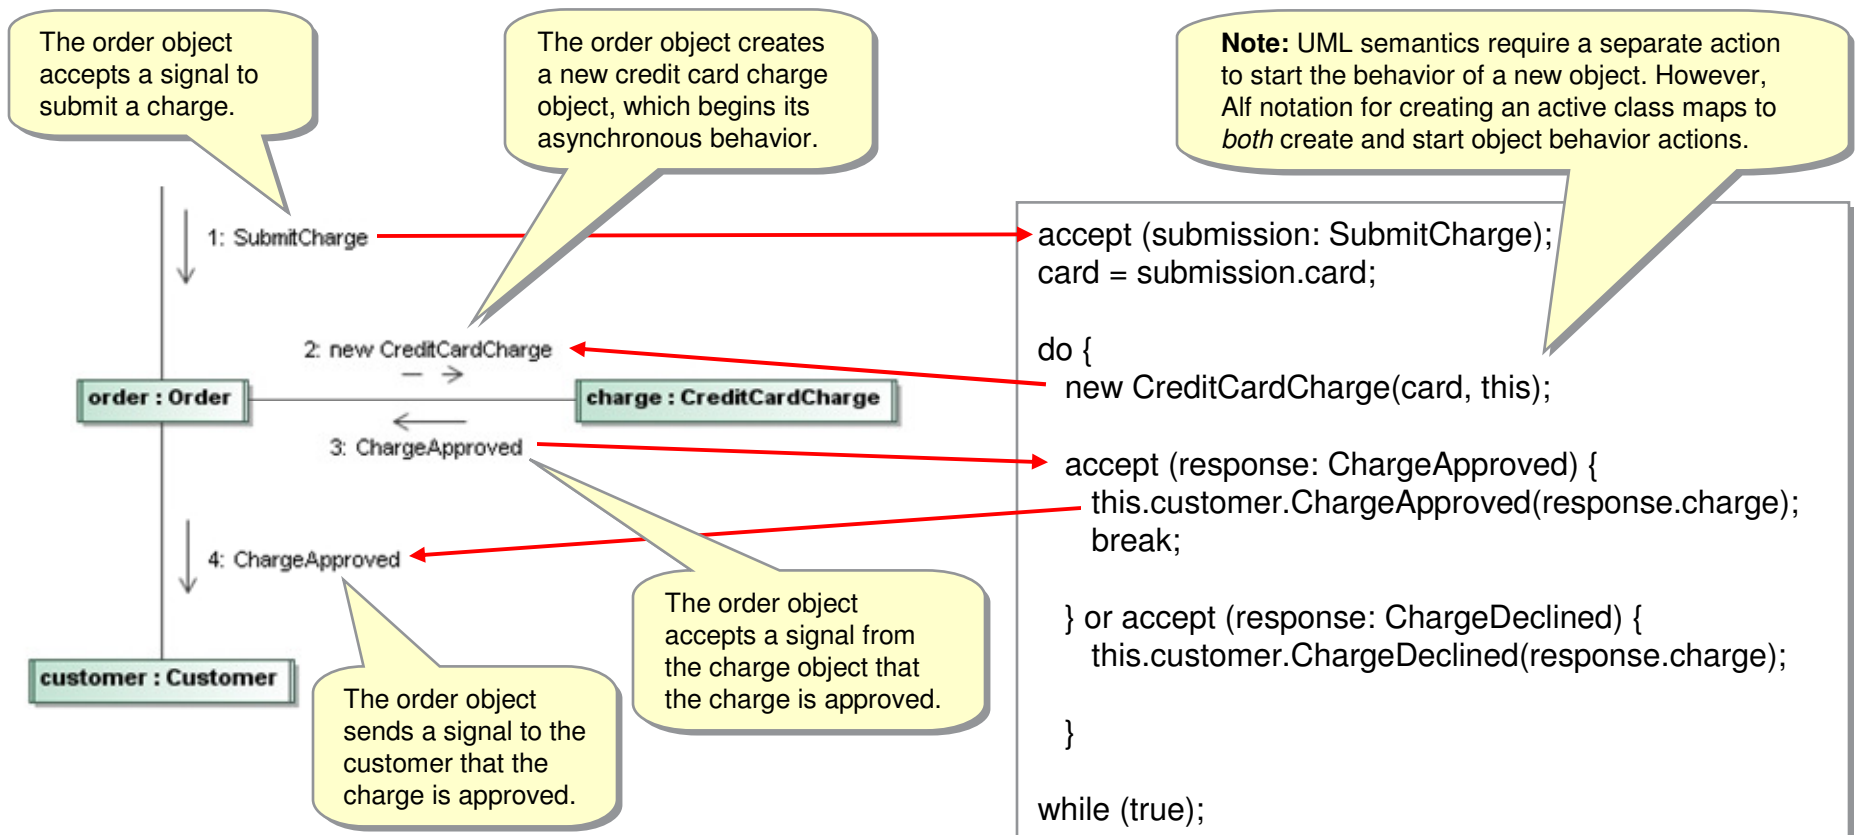 The order object
accepts a signal to
submit a charge.
The order object creates
a new credit card charge
object, which begins its
asynchronous behavior.
Note: UML semantics require a separate action
to start the behavior of a new object. However,
Alf notation for creating an active class maps to
both create and start object behavior actions.
1: SubmitCharge
2: new CreditCardCharge
order : Order
charge : CreditCardCharge
3: ChargeApproved
4: ChargeApproved
customer : Customer
The order object
sends a signal to the
customer that the
charge is approved.
The order object
accepts a signal from
the charge object that
the charge is approved.
accept (submission: SubmitCharge);
card = submission.card;
do {
new CreditCardCharge(card, this);
accept (response: ChargeApproved) {
this.customer.ChargeApproved(response.charge);
break;
} or accept (response: ChargeDeclined) {
this.customer.ChargeDeclined(response.charge);
}
while (true);